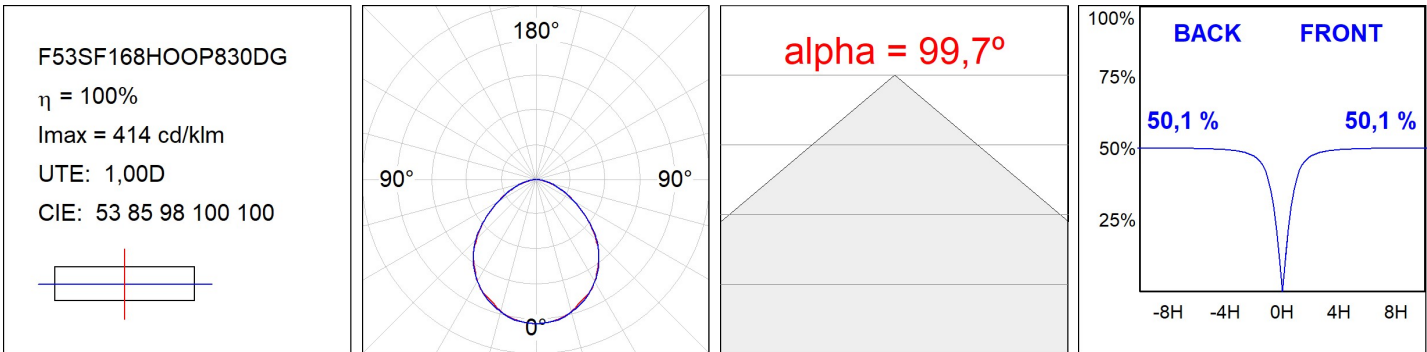 F53SF168HOOP830DG
η = 100%
Imax = 414 cd/klm
UTE: 1,00D
CIE: 53 85 98 100 100
180°
90° 90°
0°
alpha = 99,7º
100%
BACK FRONT
75%
50,1 % 50,1 %
50%
25%
-8H -4H 0H 4H 8H